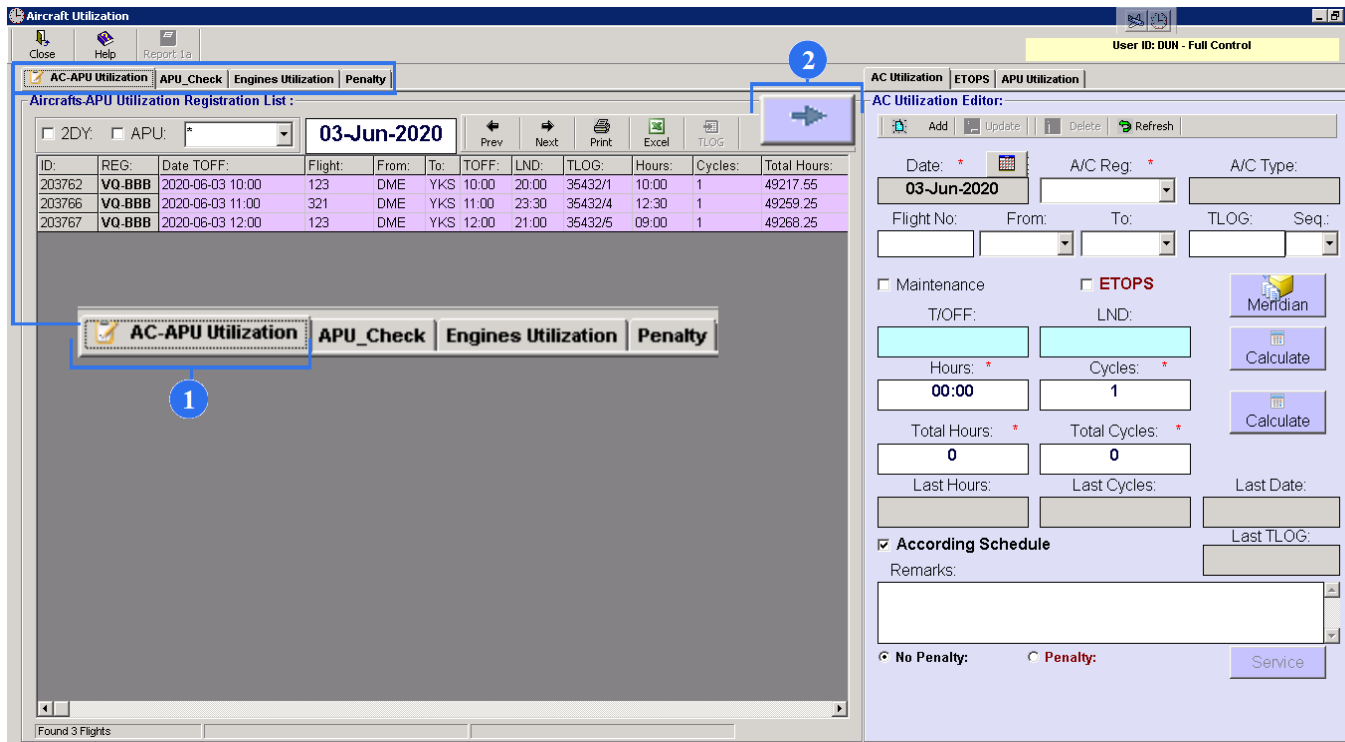 Aircraft Utilization
Close Help Report 1a
User ID: DUN - Full Control
2
AC-APU Utilization APU_Check Engines Utilization Penalty
AC Utilization ETOPS APU Utilization
Aircrafts-APU Utilization Registration List :
AC Utilization Editor:
2DY: APU: * 03-Jun-2020 Prev Next Print Excel TLOG
Add Update Delete Refresh
ID: REG: Date TOFF: Flight: From: To: TOFF: LND: TLOG: Hours: Cycles: Total Hours:
203762 VQ-BBB 2020-06-03 10:00 123 DME YKS 10:00 20:00 35432/1 10:00 1 49217.55
203766 VQ-BBB 2020-06-03 11:00 321 DME YKS 11:00 23:30 35432/4 12:30 1 49259.25
203767 VQ-BBB 2020-06-03 12:00 123 DME YKS 12:00 21:00 35432/5 09:00 1 49268.25
AC-APU Utilization APU_Check Engines Utilization Penalty
1
Date: * A/C Reg: * A/C Type:
03-Jun-2020
Flight No: From: To: TLOG: Seq.:
Maintenance ETOPS
Meridian
T/OFF: LND:
Calculate
Hours: * Cycles: *
00:00 1
Calculate
Total Hours: * Total Cycles: *
0 0
Last Hours: Last Cycles: Last Date:
According Schedule
Last TLOG:
Remarks:
No Penalty: Penalty:
Service
Found 3 Flights